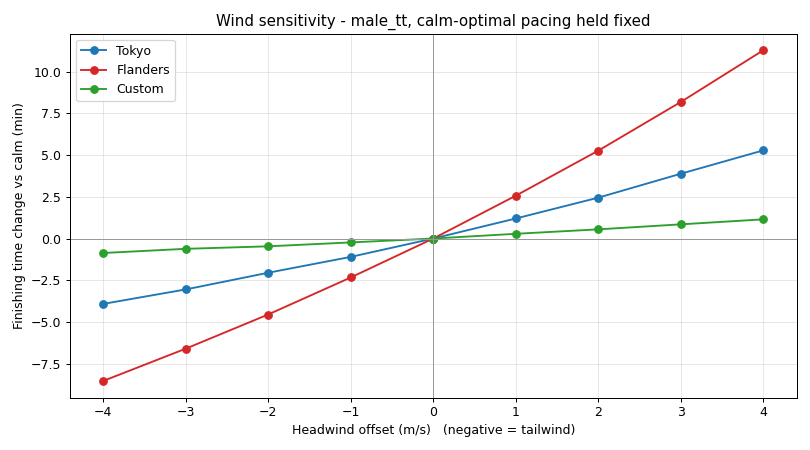 Wind sensitivity - male_tt, calm-optimal pacing held fixed
Tokyo
Flanders
Custom
Finishing time change vs calm (min)
10.0
7.5
5.0
2.5
0.0
−2.5
−5.0
−7.5
−4 −3 −2 −1 0 1 2 3 4
Headwind offset (m/s)   (negative = tailwind)